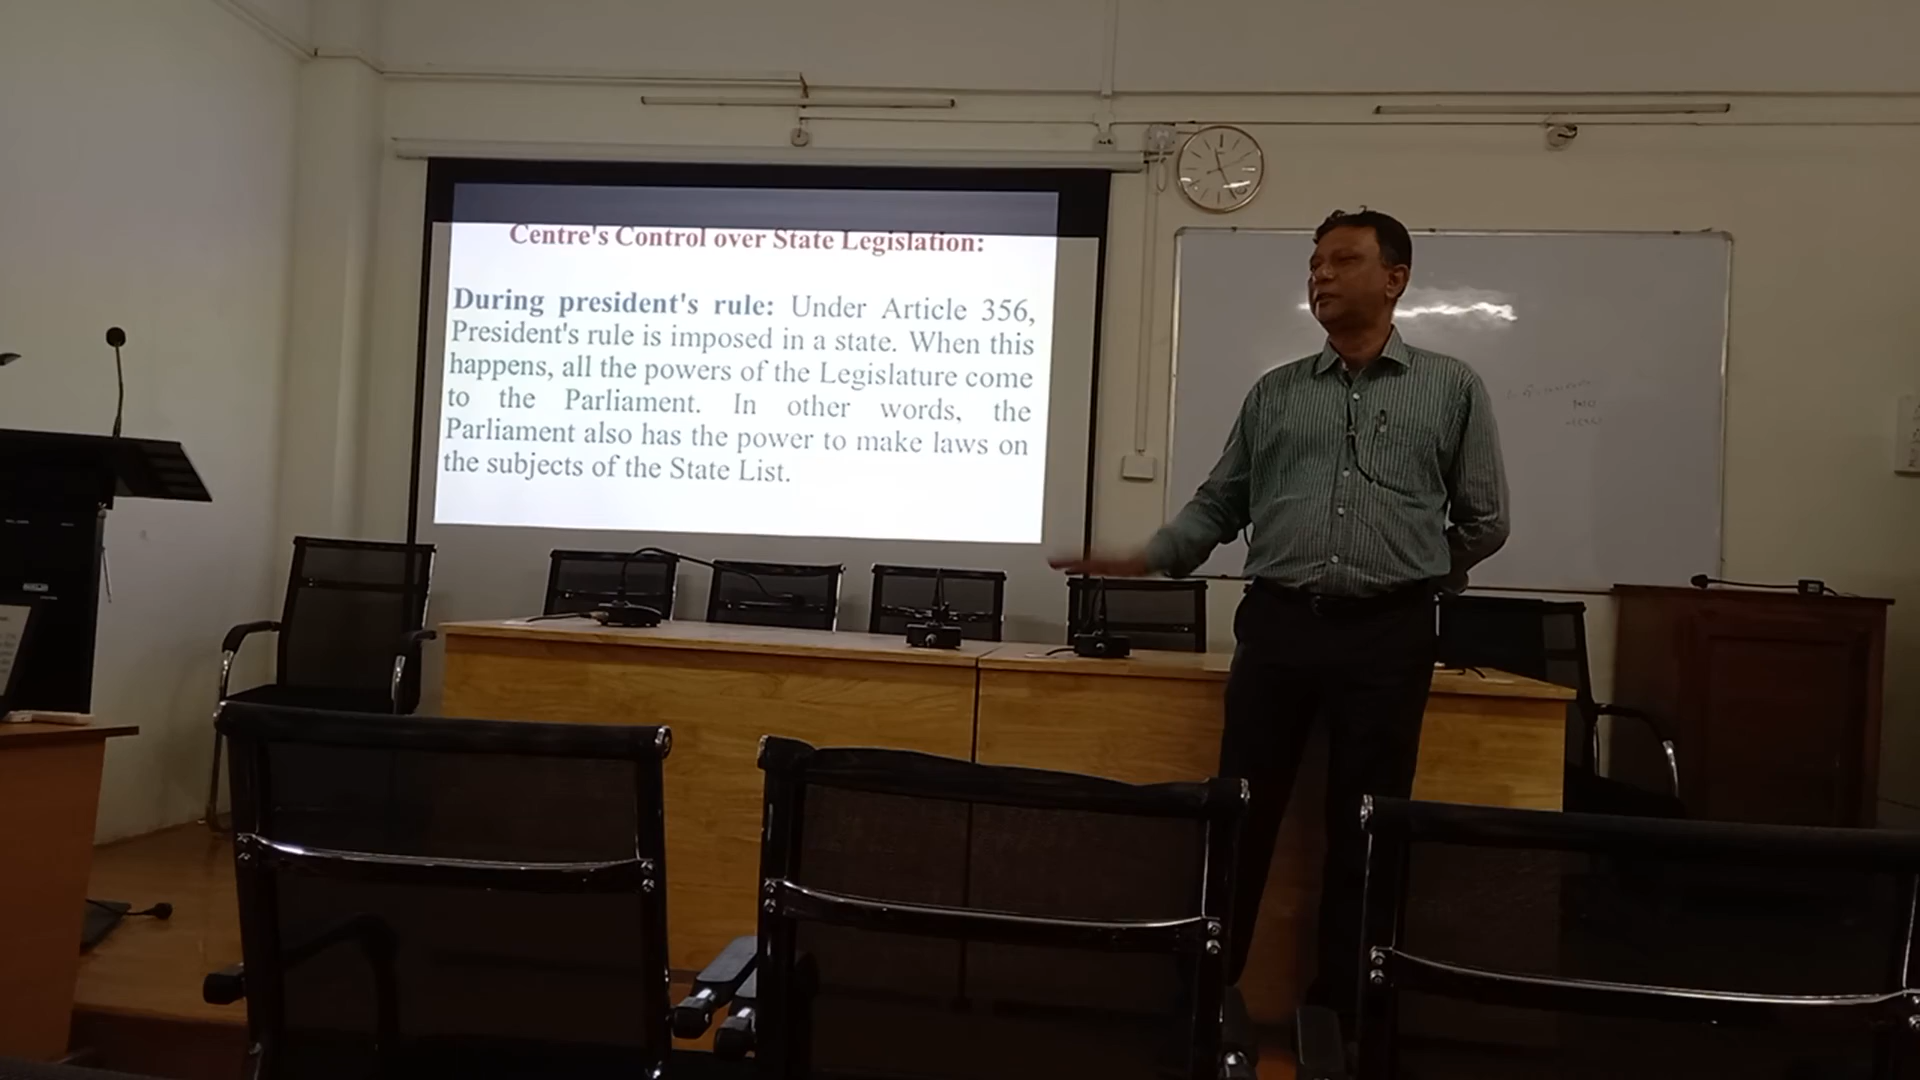 Centre's Control over State Legislation:
During president's rule: Under Article 356,
President's rule is imposed in a state. When this
happens, all the powers of the Legislature come
to the Parliament. In other words, the
Parliament also has the power to make laws on
the subjects of the State List.